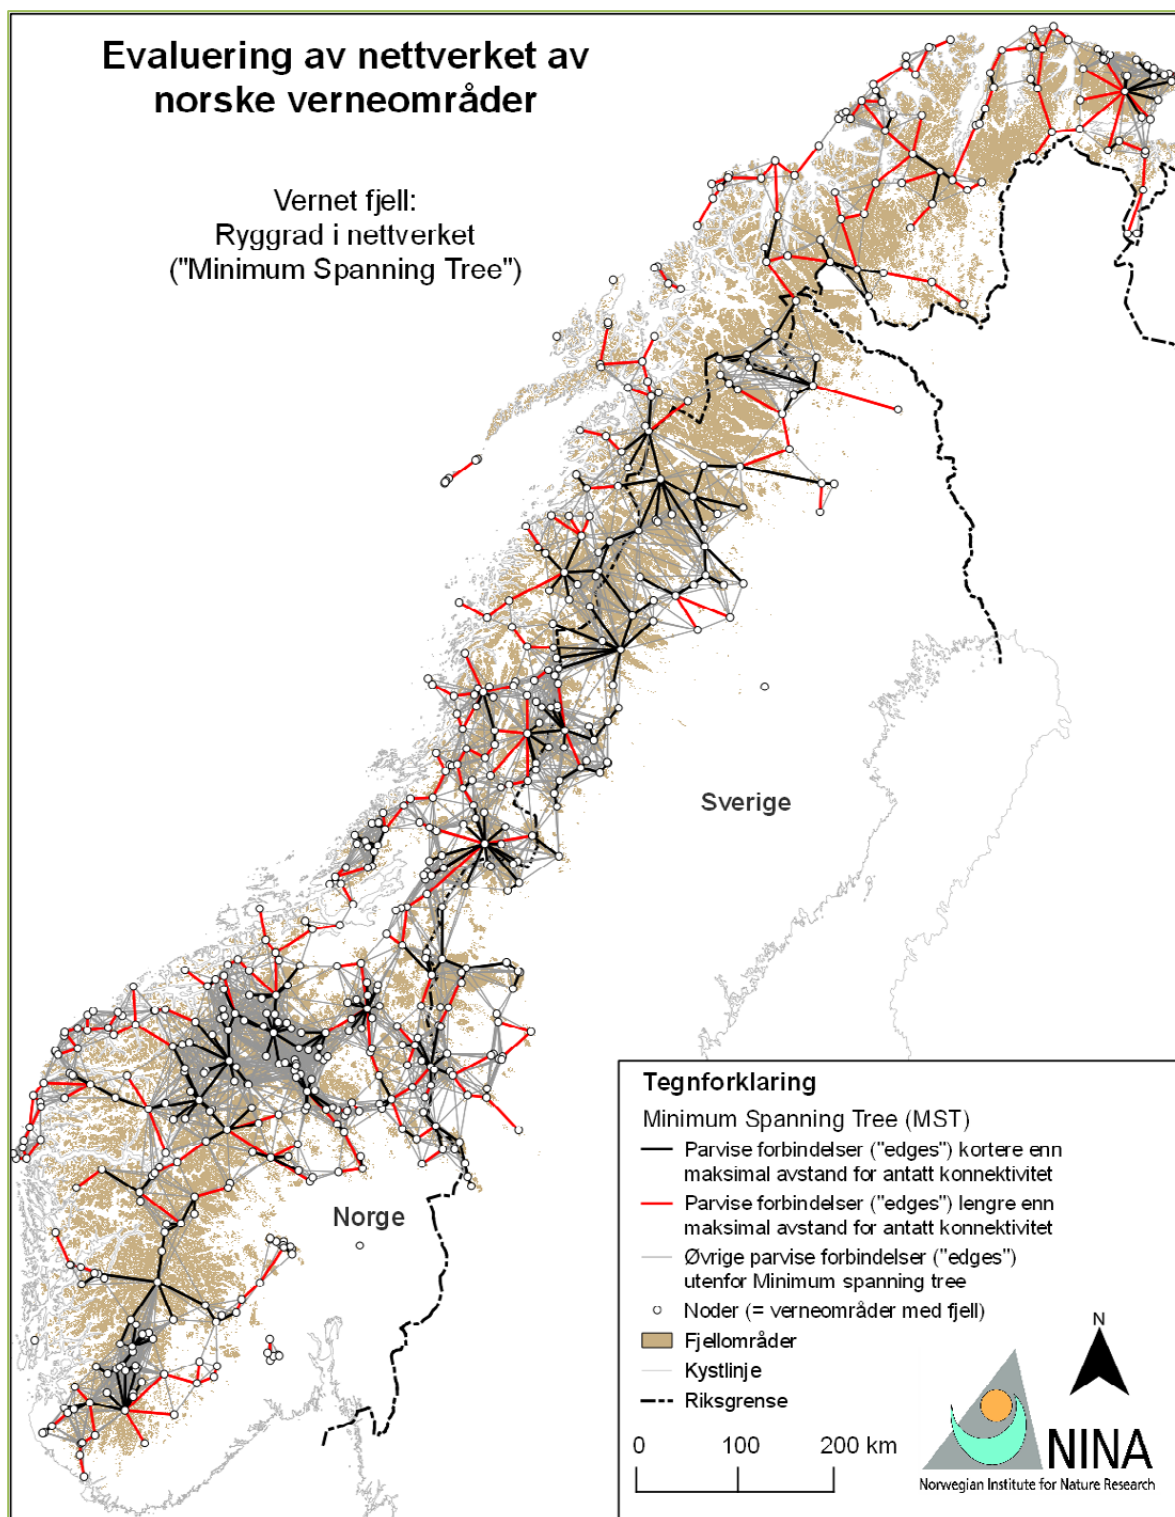 Evaluering av nettverket av
norske verneområder
Vernet fjell:
Ryggrad i nettverket
("Minimum Spanning Tree")
Sverige
Norge
Tegnforklaring
Minimum Spanning Tree (MST)
Parvise forbindelser ("edges") kortere enn
maksimal avstand for antatt konnektivitet
Parvise forbindelser ("edges") lengre enn
maksimal avstand for antatt konnektivitet
Øvrige parvise forbindelser ("edges")
utenfor Minimum spanning tree
Noder (= verneområder med fjell)
Fjellområder
Kystlinje
Riksgrense
0 100 200 km
N
NINA
Norwegian Institute for Nature Research